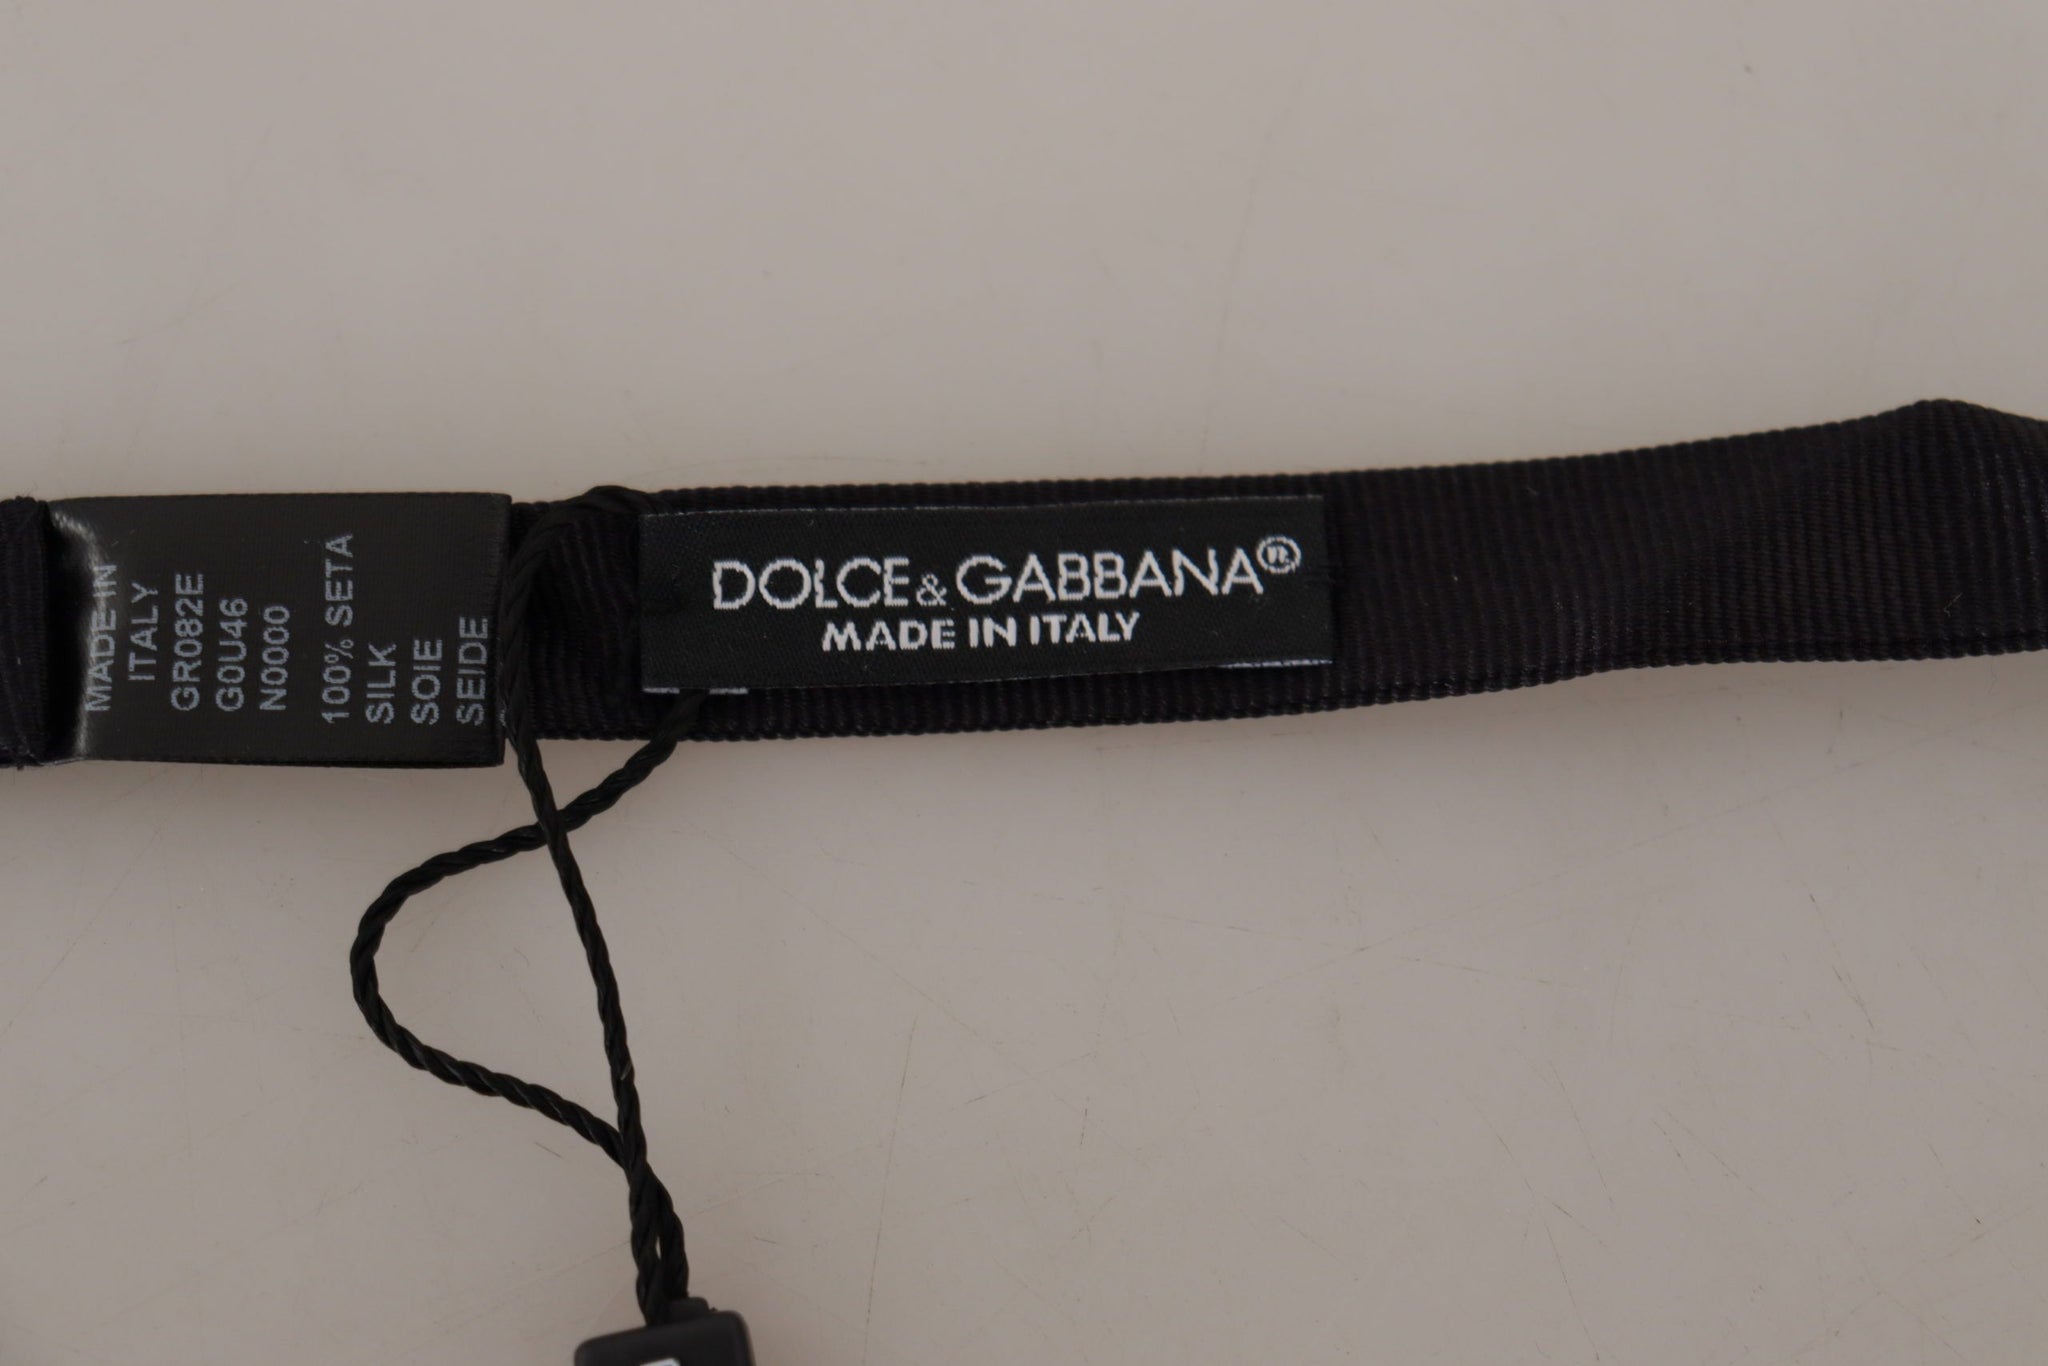 MADE IN
ITALY
GR082E
G0U46
N0000
100% SETA
SILK
SOIE
SEIDE
DOLCE & GABBANA®
MADE IN ITALY